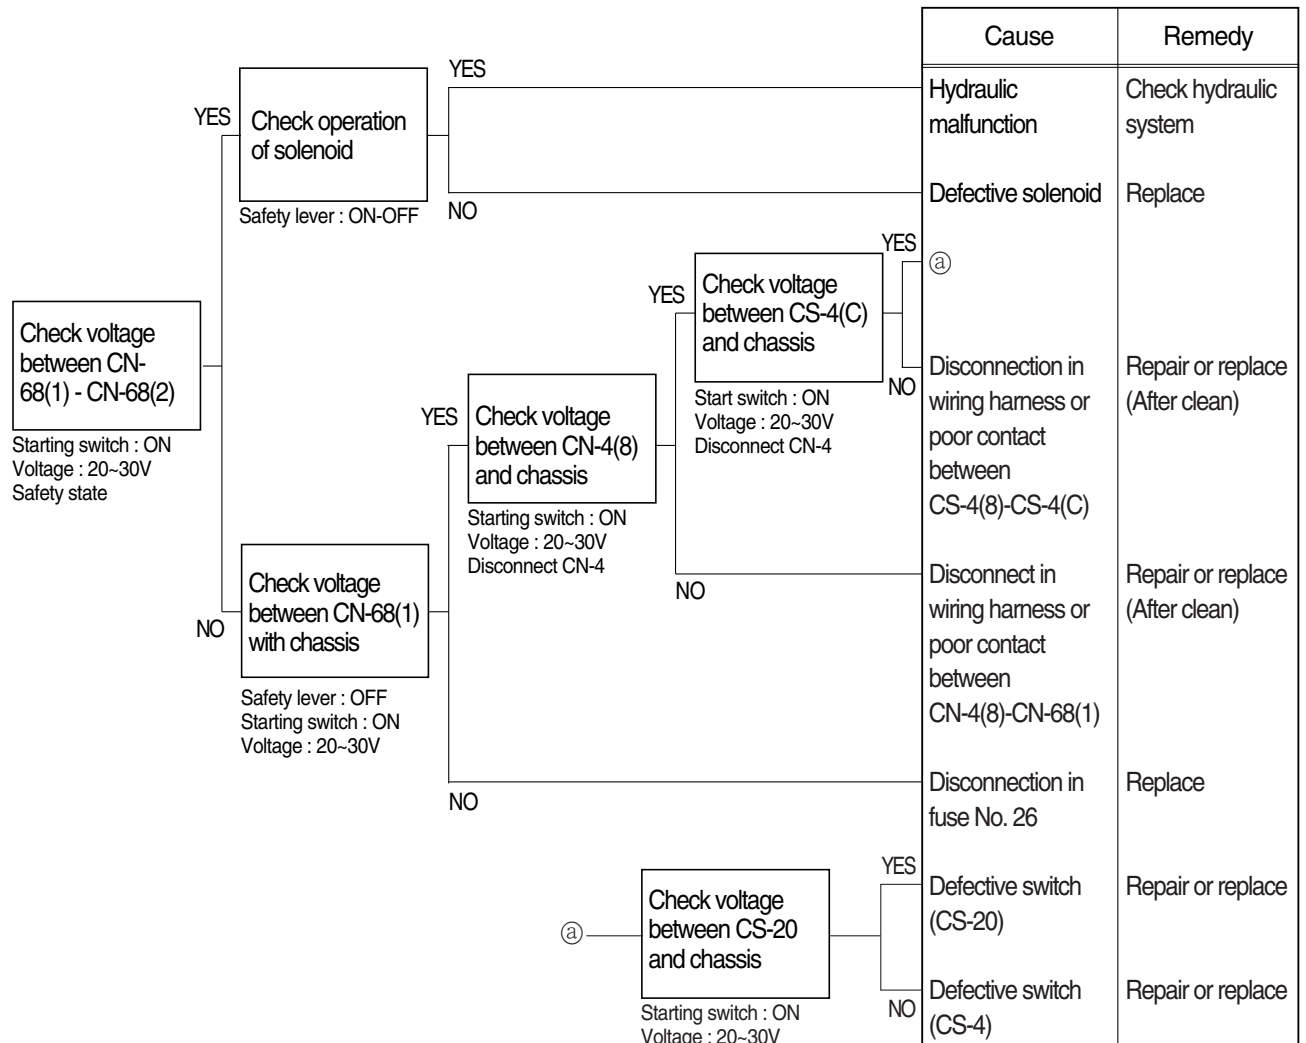 Cause
Remedy
YES
Hydraulic
malfunction
Check hydraulic
system
YES
Check operation
of solenoid
Safety lever : ON-OFF
NO
Defective solenoid
Replace
YES
ⓐ
YES
Check voltage
between CS-4(C)
and chassis
Start switch : ON
Voltage : 20~30V
Disconnect CN-4
NO
Disconnection in
wiring harness or
poor contact
between
CS-4(8)-CS-4(C)
Repair or replace
(After clean)
Check voltage
between CN-
68(1) - CN-68(2)
Starting switch : ON
Voltage : 20~30V
Safety state
YES
Check voltage
between CN-4(8)
and chassis
Starting switch : ON
Voltage : 20~30V
Disconnect CN-4
NO
Disconnect in
wiring harness or
poor contact
between
CN-4(8)-CN-68(1)
Repair or replace
(After clean)
NO
Check voltage
between CN-68(1)
with chassis
Safety lever : OFF
Starting switch : ON
Voltage : 20~30V
NO
Disconnection in
fuse No. 26
Replace
ⓐ
Check voltage
between CS-20
and chassis
Starting switch : ON
Voltage : 20~30V
YES
Defective switch
(CS-20)
Repair or replace
NO
Defective switch
(CS-4)
Repair or replace